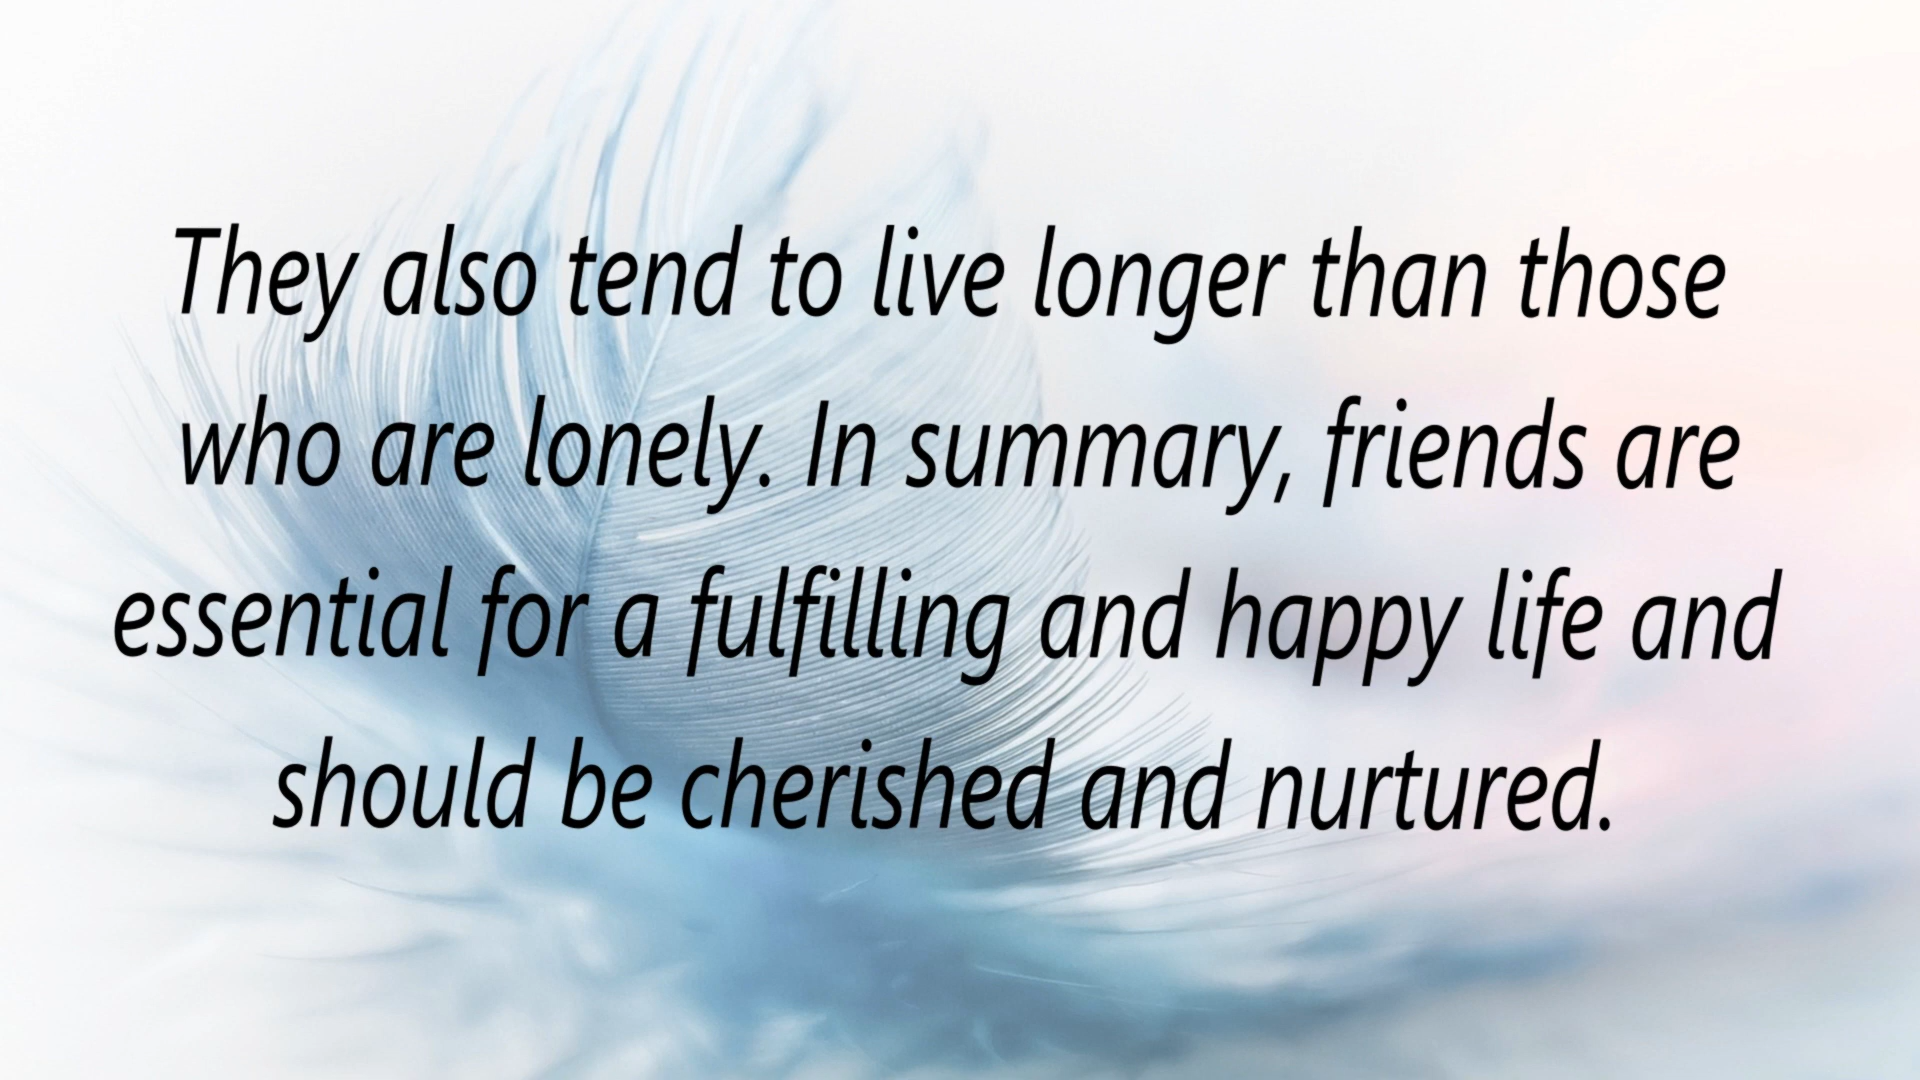 They also tend to live longer than those
who are lonely. In summary, friends are
essential for a fulfilling and happy life and
should be cherished and nurtured.